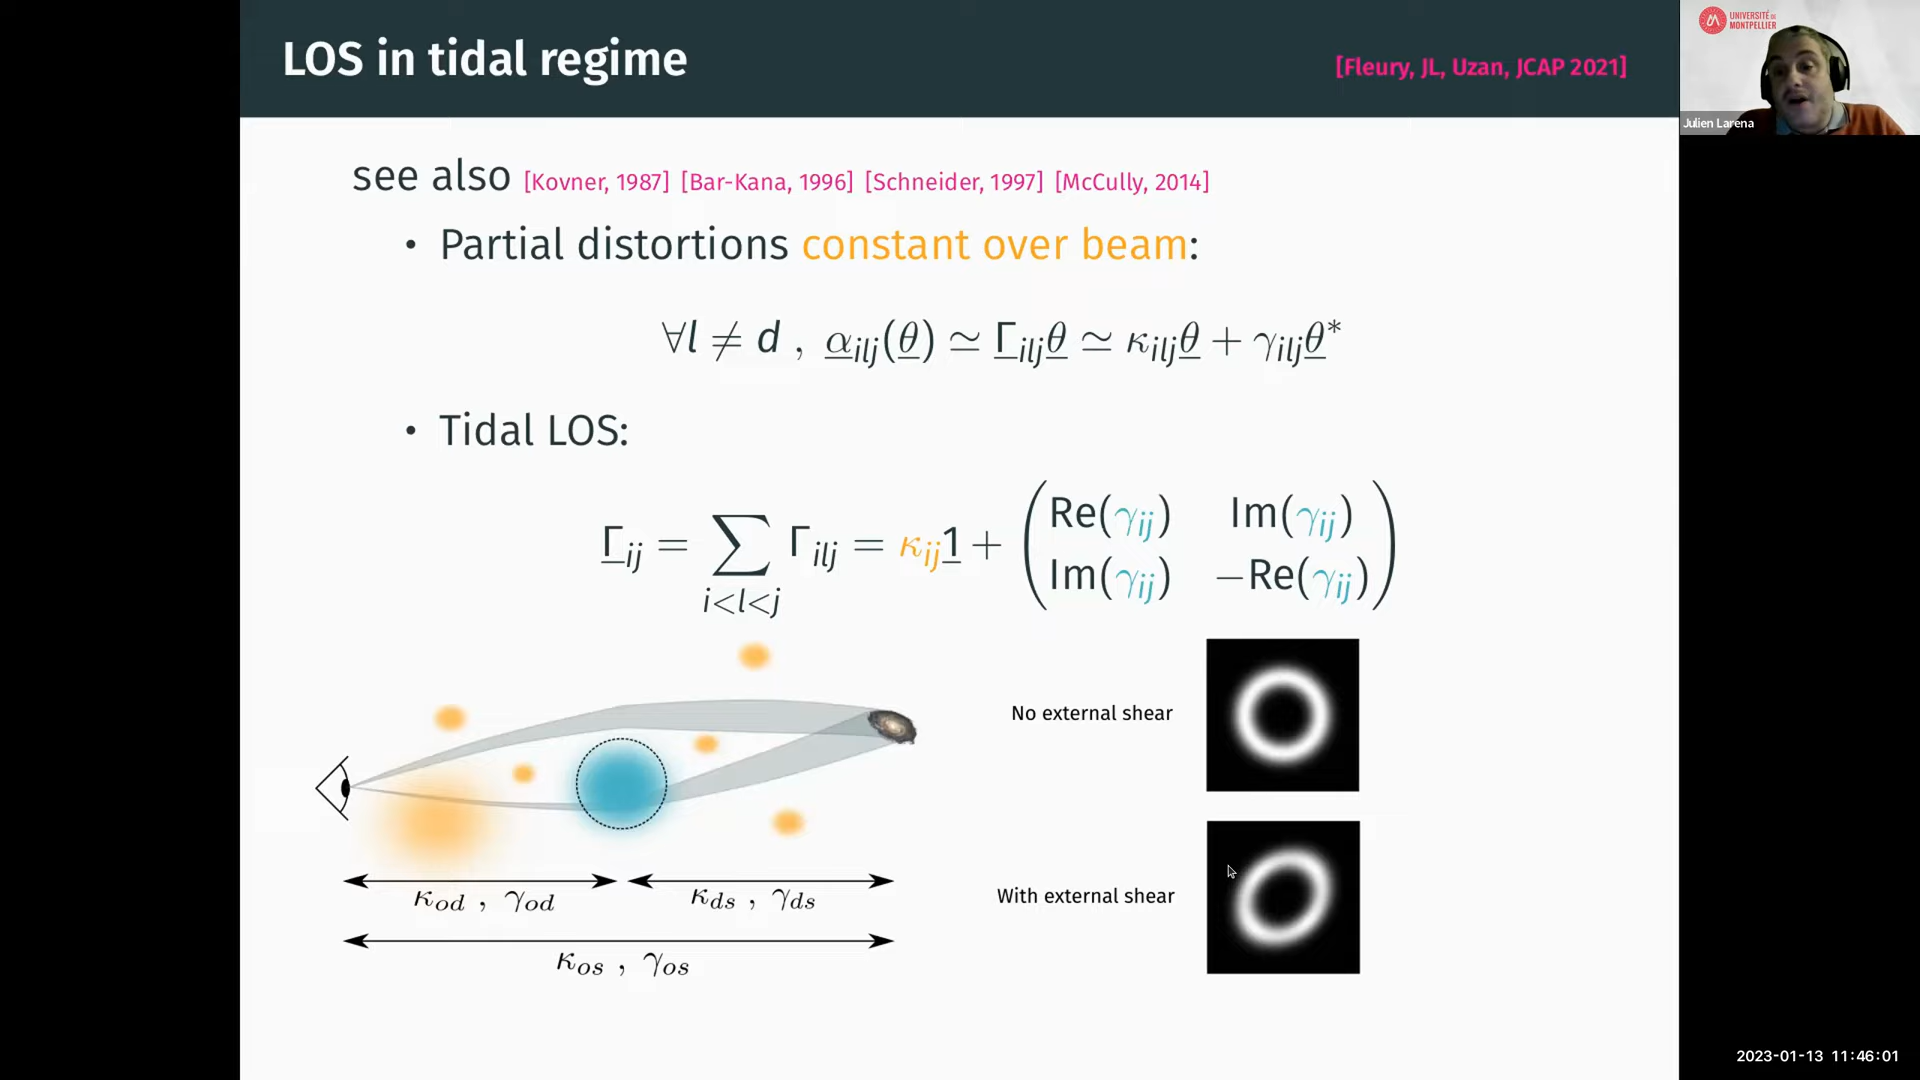 LOS in tidal regime
[Fleury, JL, Uzan, JCAP 2021]
UNIVERSITÉ DE
MONTPELLIER
Julien Larena
see also [Kovner, 1987] [Bar-Kana, 1996] [Schneider, 1997] [McCully, 2014]
• Partial distortions constant over beam:
∀l ≠ d , α_ilj(θ) ≃ Γ_ilj θ ≃ κ_ilj θ + γ_ilj θ*
• Tidal LOS:
Γ_ij = ∑_{i<l<j} Γ_ilj = κ_ij 1 + ( Re(γ_ij) Im(γ_ij)
Im(γ_ij) −Re(γ_ij) )
No external shear
With external shear
κ_od , γ_od
κ_ds , γ_ds
κ_os , γ_os
2023-01-13 11:46:01